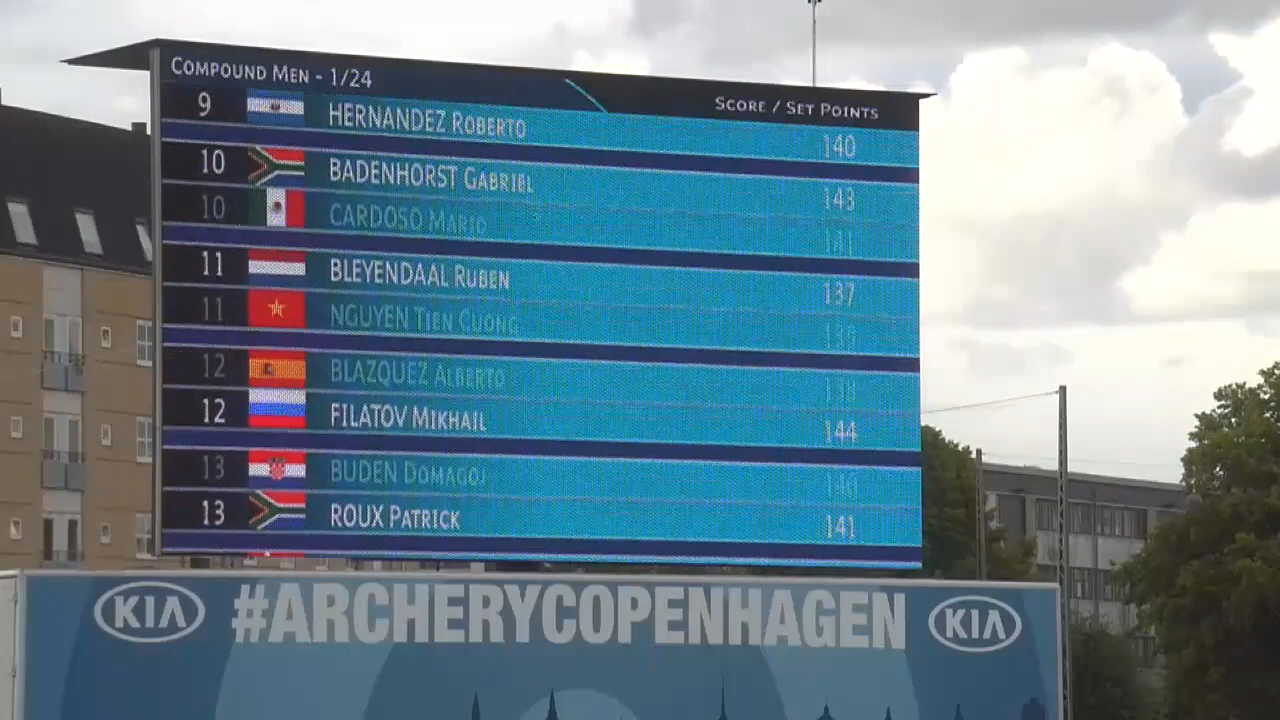 COMPOUND MEN - 1/24
SCORE / SET POINTS
9 HERNANDEZ ROBERTO 140
10 BADENHORST GABRIEL 143
10 CARDOSO MARIO 141
11 BLEYENDAAL RUBEN 137
11 NGUYEN TIEN CUONG
12 BLAZQUEZ ALBERTO
12 FILATOV MIKHAIL 144
13 BUDEN DOMAGOJ 140
13 ROUX PATRICK 141
KIA #ARCHERYCOPENHAGEN KIA